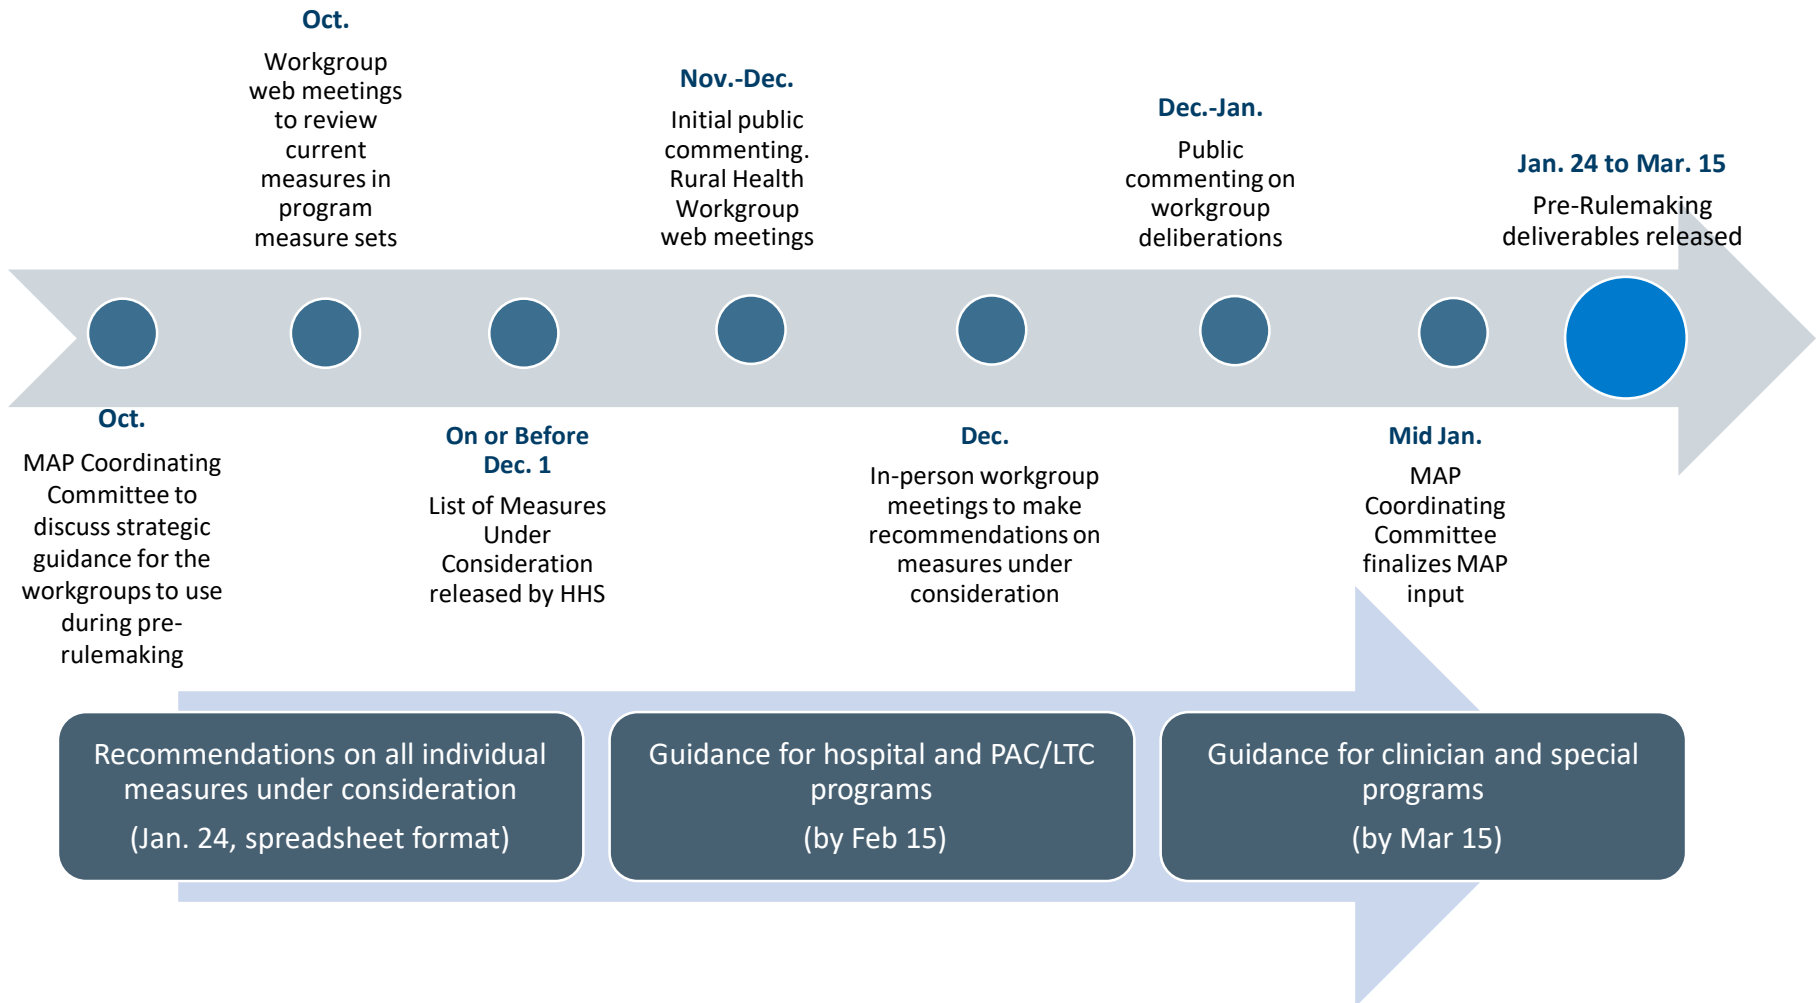 Oct.
Workgroup
web meetings
to review
current
measures in
program
measure sets
Nov.-Dec.
Initial public
commenting.
Rural Health
Workgroup
web meetings
Dec.-Jan.
Public
commenting on
workgroup
deliberations
Jan. 24 to Mar. 15
Pre-Rulemaking
deliverables released
Oct.
MAP Coordinating
Committee to
discuss strategic
guidance for the
workgroups to use
during pre-
rulemaking
On or Before
Dec. 1
List of Measures
Under
Consideration
released by HHS
Dec.
In-person workgroup
meetings to make
recommendations on
measures under
consideration
Mid Jan.
MAP
Coordinating
Committee
finalizes MAP
input
Recommendations on all individual
measures under consideration
(Jan. 24, spreadsheet format)
Guidance for hospital and PAC/LTC
programs
(by Feb 15)
Guidance for clinician and special
programs
(by Mar 15)